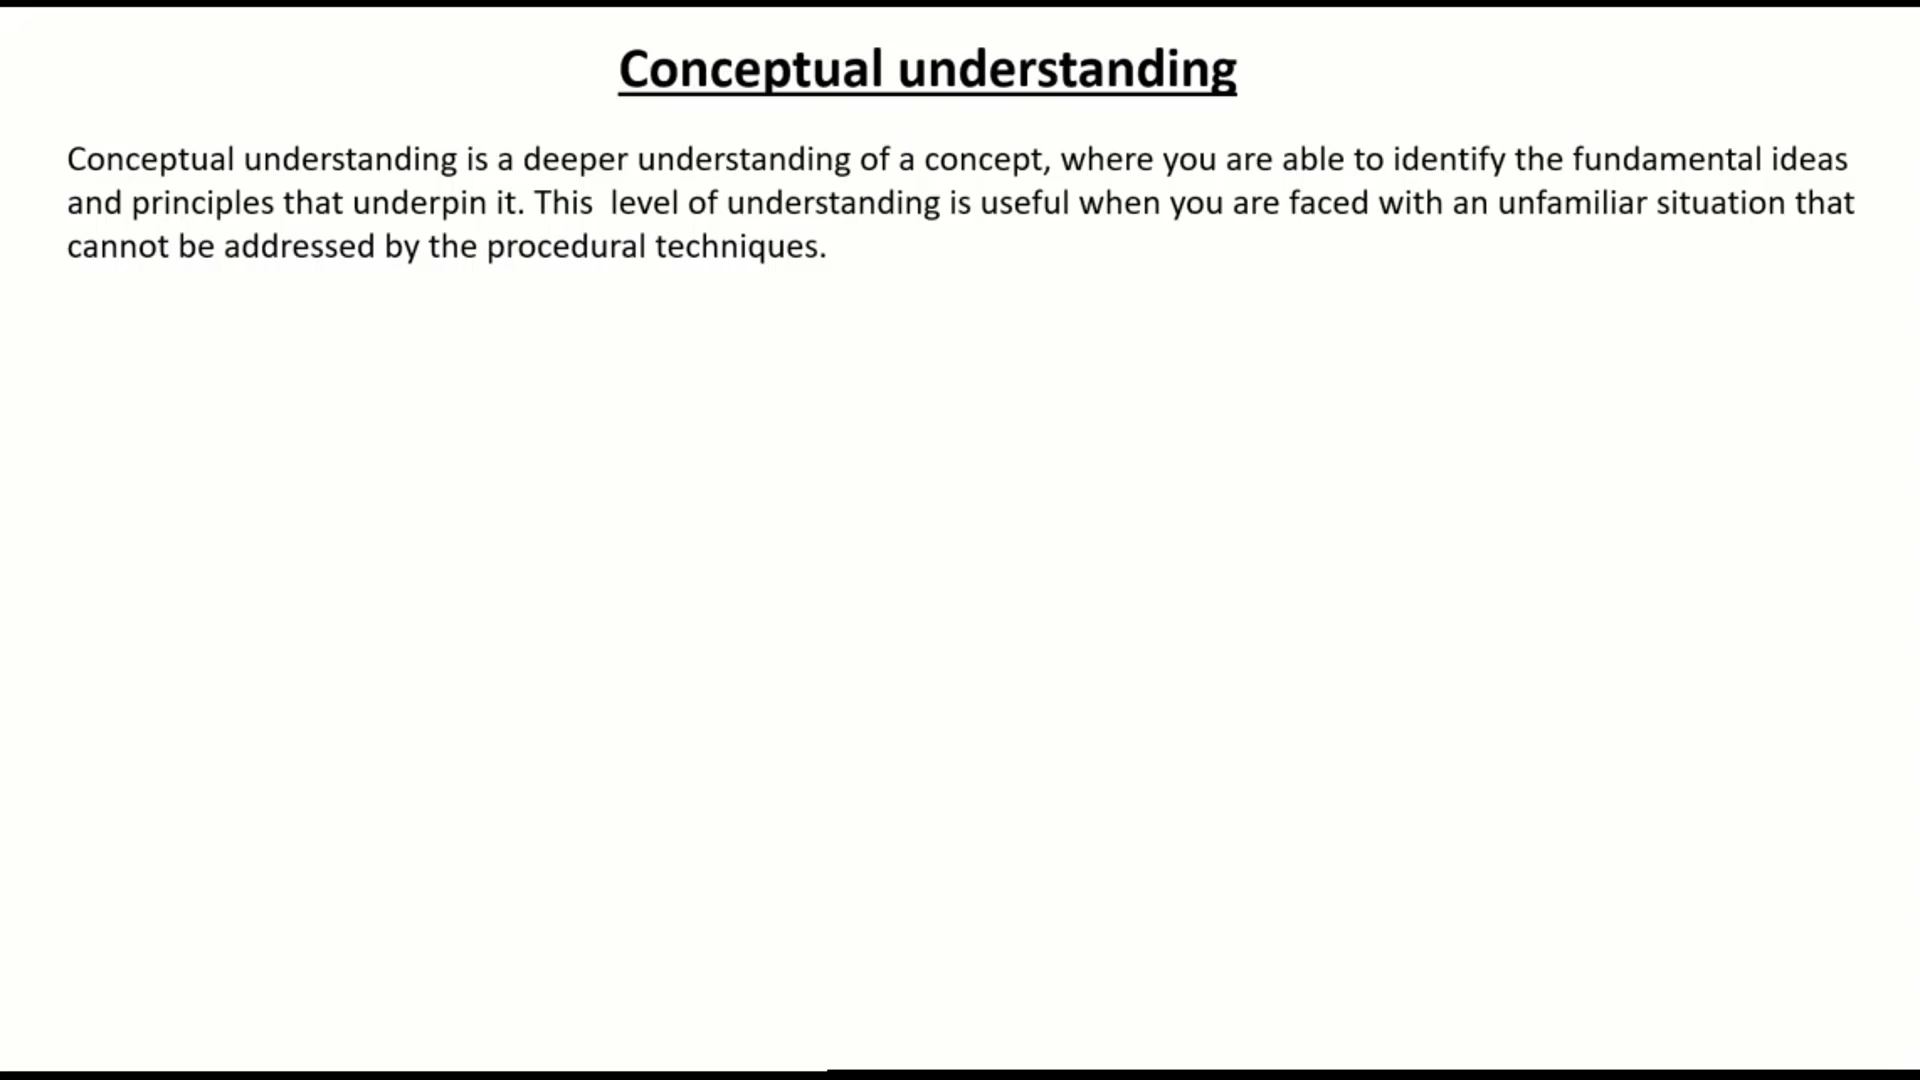 Conceptual understanding
Conceptual understanding is a deeper understanding of a concept, where you are able to identify the fundamental ideas
and principles that underpin it. This  level of understanding is useful when you are faced with an unfamiliar situation that
cannot be addressed by the procedural techniques.